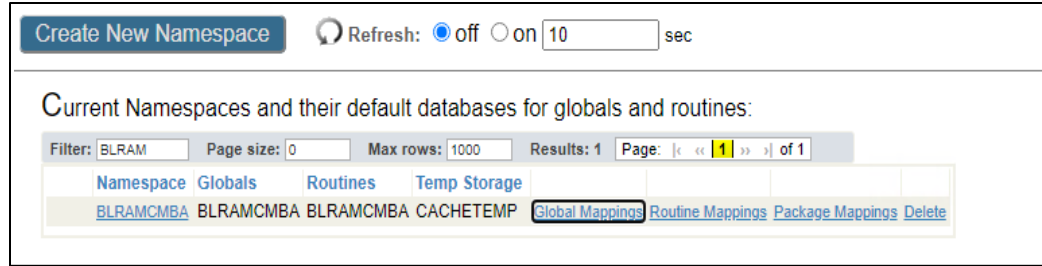 Create New Namespace Refresh: off on 10 sec
Current Namespaces and their default databases for globals and routines:
Filter: BLRAM Page size: 0 Max rows: 1000 Results: 1 Page: |‹ ‹‹ 1 ›› ›| of 1
Namespace Globals Routines Temp Storage
BLRAMCMBA BLRAMCMBA BLRAMCMBA CACHETEMP Global Mappings Routine Mappings Package Mappings Delete